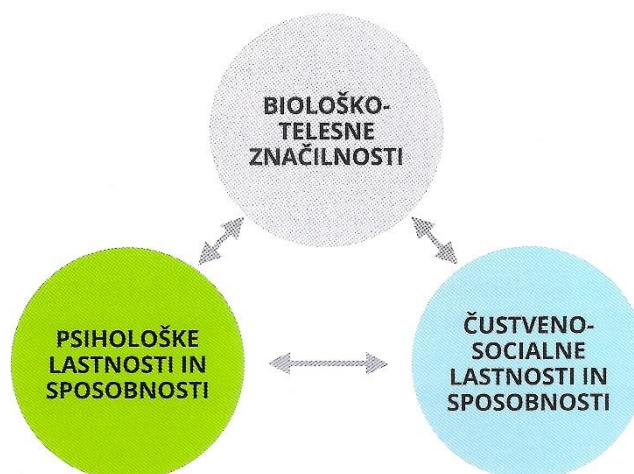 BIOLOŠKO-
TELESNE
ZNAČILNOSTI
PSIHOLOŠKE
LASTNOSTI IN
SPOSOBNOSTI
ČUSTVENO-
SOCIALNE
LASTNOSTI IN
SPOSOBNOSTI